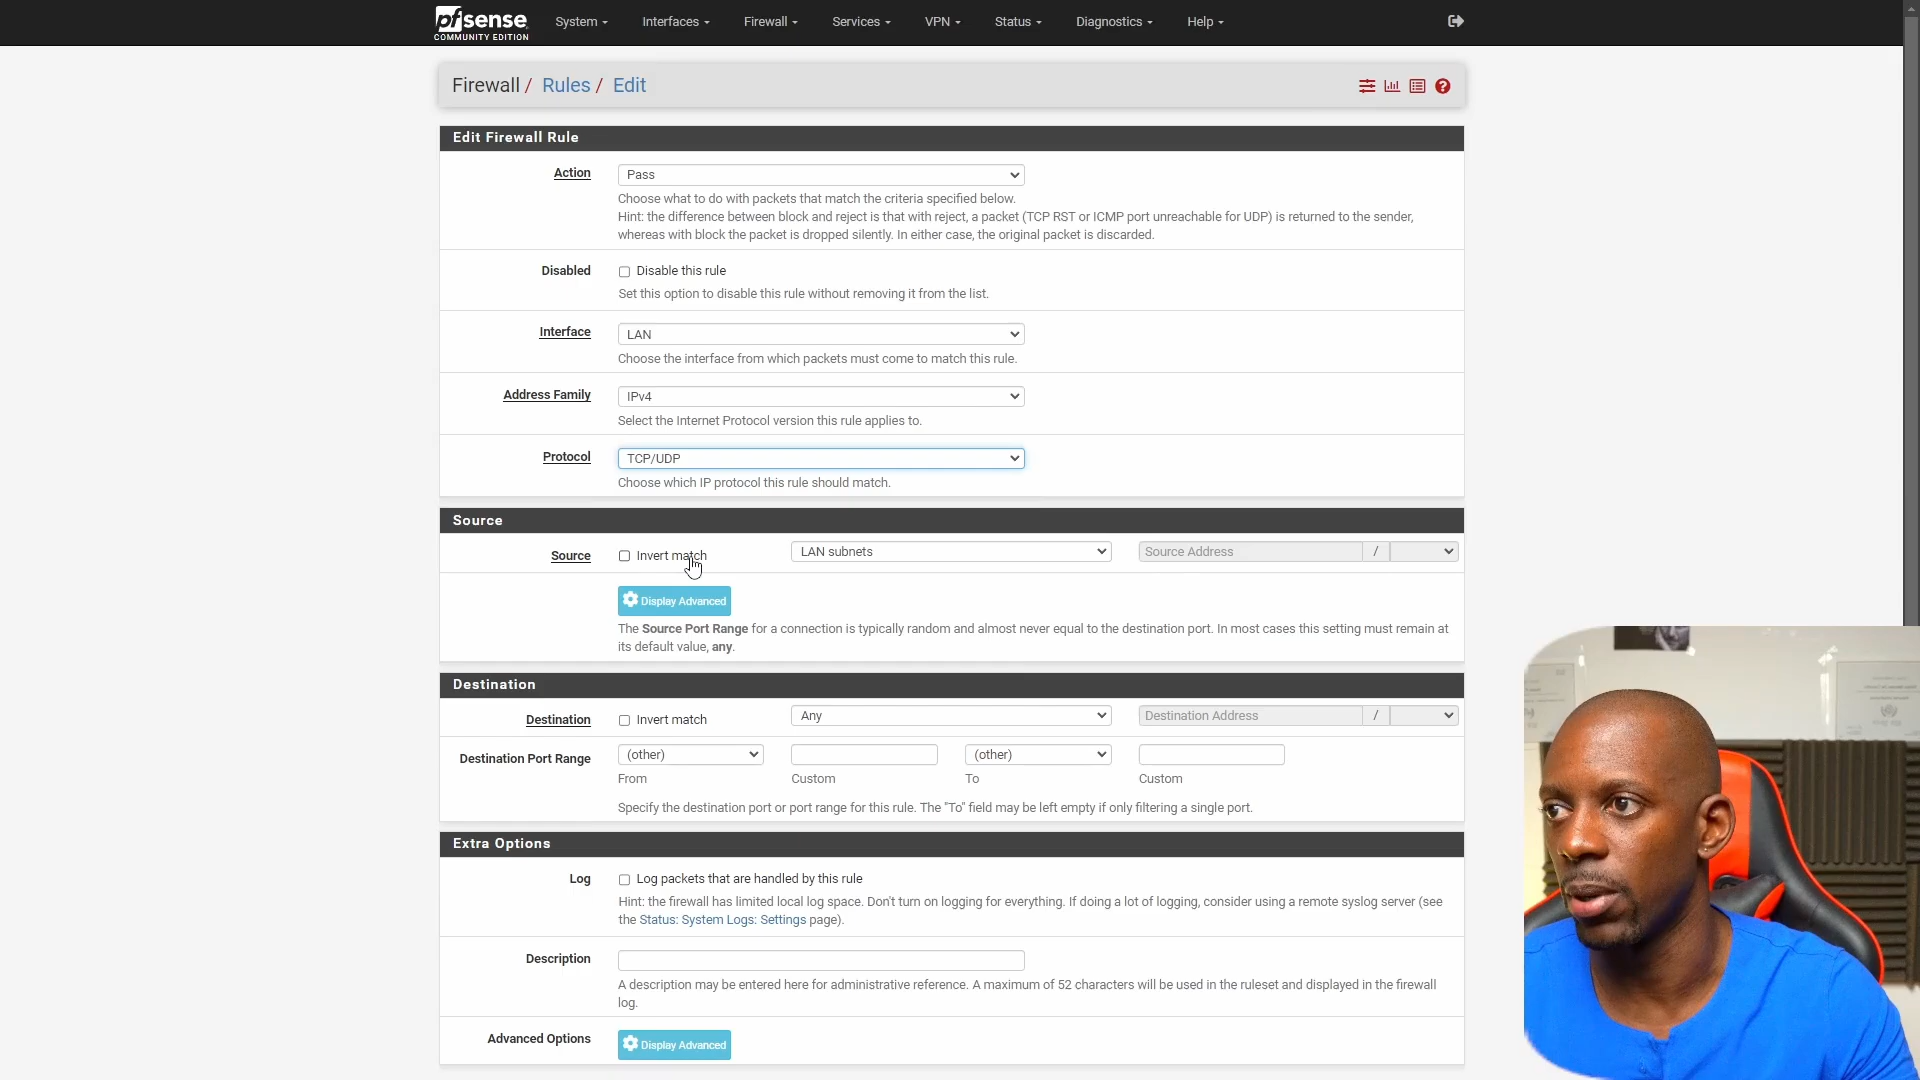 pfsense
COMMUNITY EDITION
System
Interfaces
Firewall
Services
VPN
Status
Diagnostics
Help
Firewall / Rules / Edit
Edit Firewall Rule
Action
Pass
Choose what to do with packets that match the criteria specified below.
Hint: the difference between block and reject is that with reject, a packet (TCP RST or ICMP port unreachable for UDP) is returned to the sender,
whereas with block the packet is dropped silently. In either case, the original packet is discarded.
Disabled
Disable this rule
Set this option to disable this rule without removing it from the list.
Interface
LAN
Choose the interface from which packets must come to match this rule.
Address Family
IPv4
Select the Internet Protocol version this rule applies to.
Protocol
TCP/UDP
Choose which IP protocol this rule should match.
Source
Source
Invert match
LAN subnets
Source Address
/
Display Advanced
The Source Port Range for a connection is typically random and almost never equal to the destination port. In most cases this setting must remain at
its default value, any.
Destination
Destination
Invert match
Any
Destination Address
/
Destination Port Range
(other)
(other)
From
Custom
To
Custom
Specify the destination port or port range for this rule. The "To" field may be left empty if only filtering a single port.
Extra Options
Log
Log packets that are handled by this rule
Hint: the firewall has limited local log space. Don't turn on logging for everything. If doing a lot of logging, consider using a remote syslog server (see
the Status: System Logs: Settings page).
Description
A description may be entered here for administrative reference. A maximum of 52 characters will be used in the ruleset and displayed in the firewall
log.
Advanced Options
Display Advanced